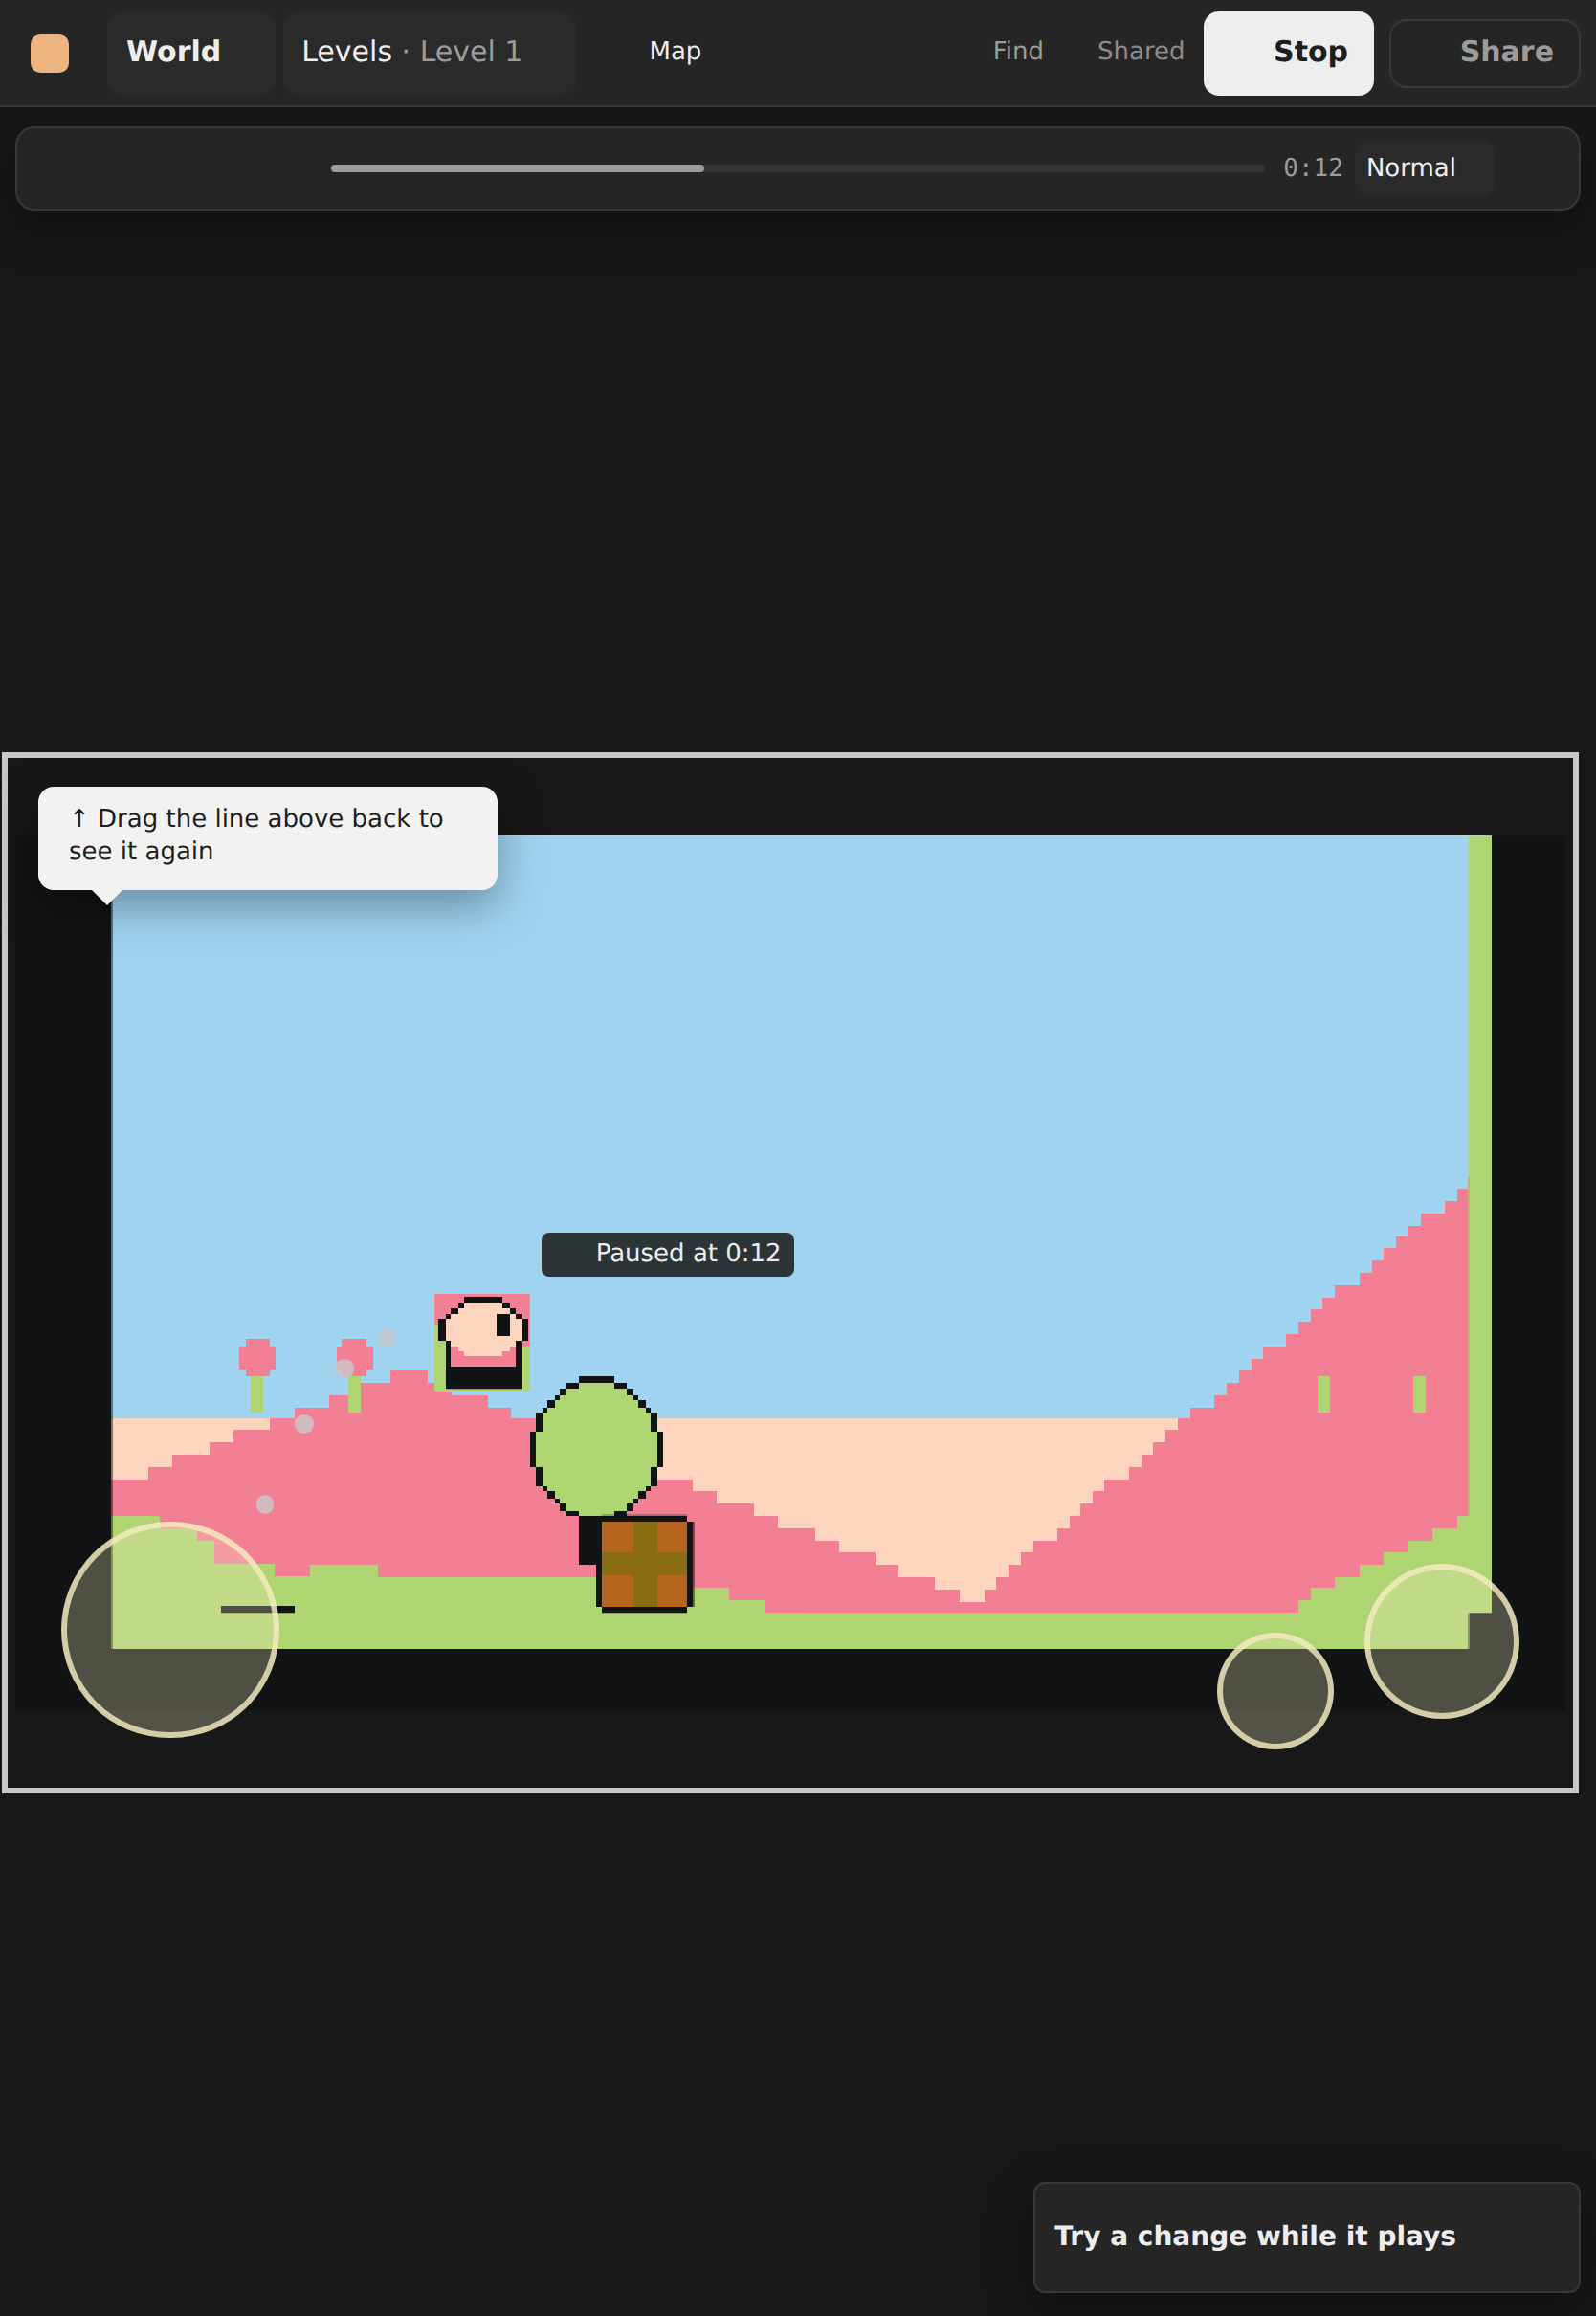 World
Levels · Level 1
Map
Find
Shared
Stop
Share
0:12
Normal
↑ Drag the line above back to
see it again
Paused at 0:12
Try a change while it plays